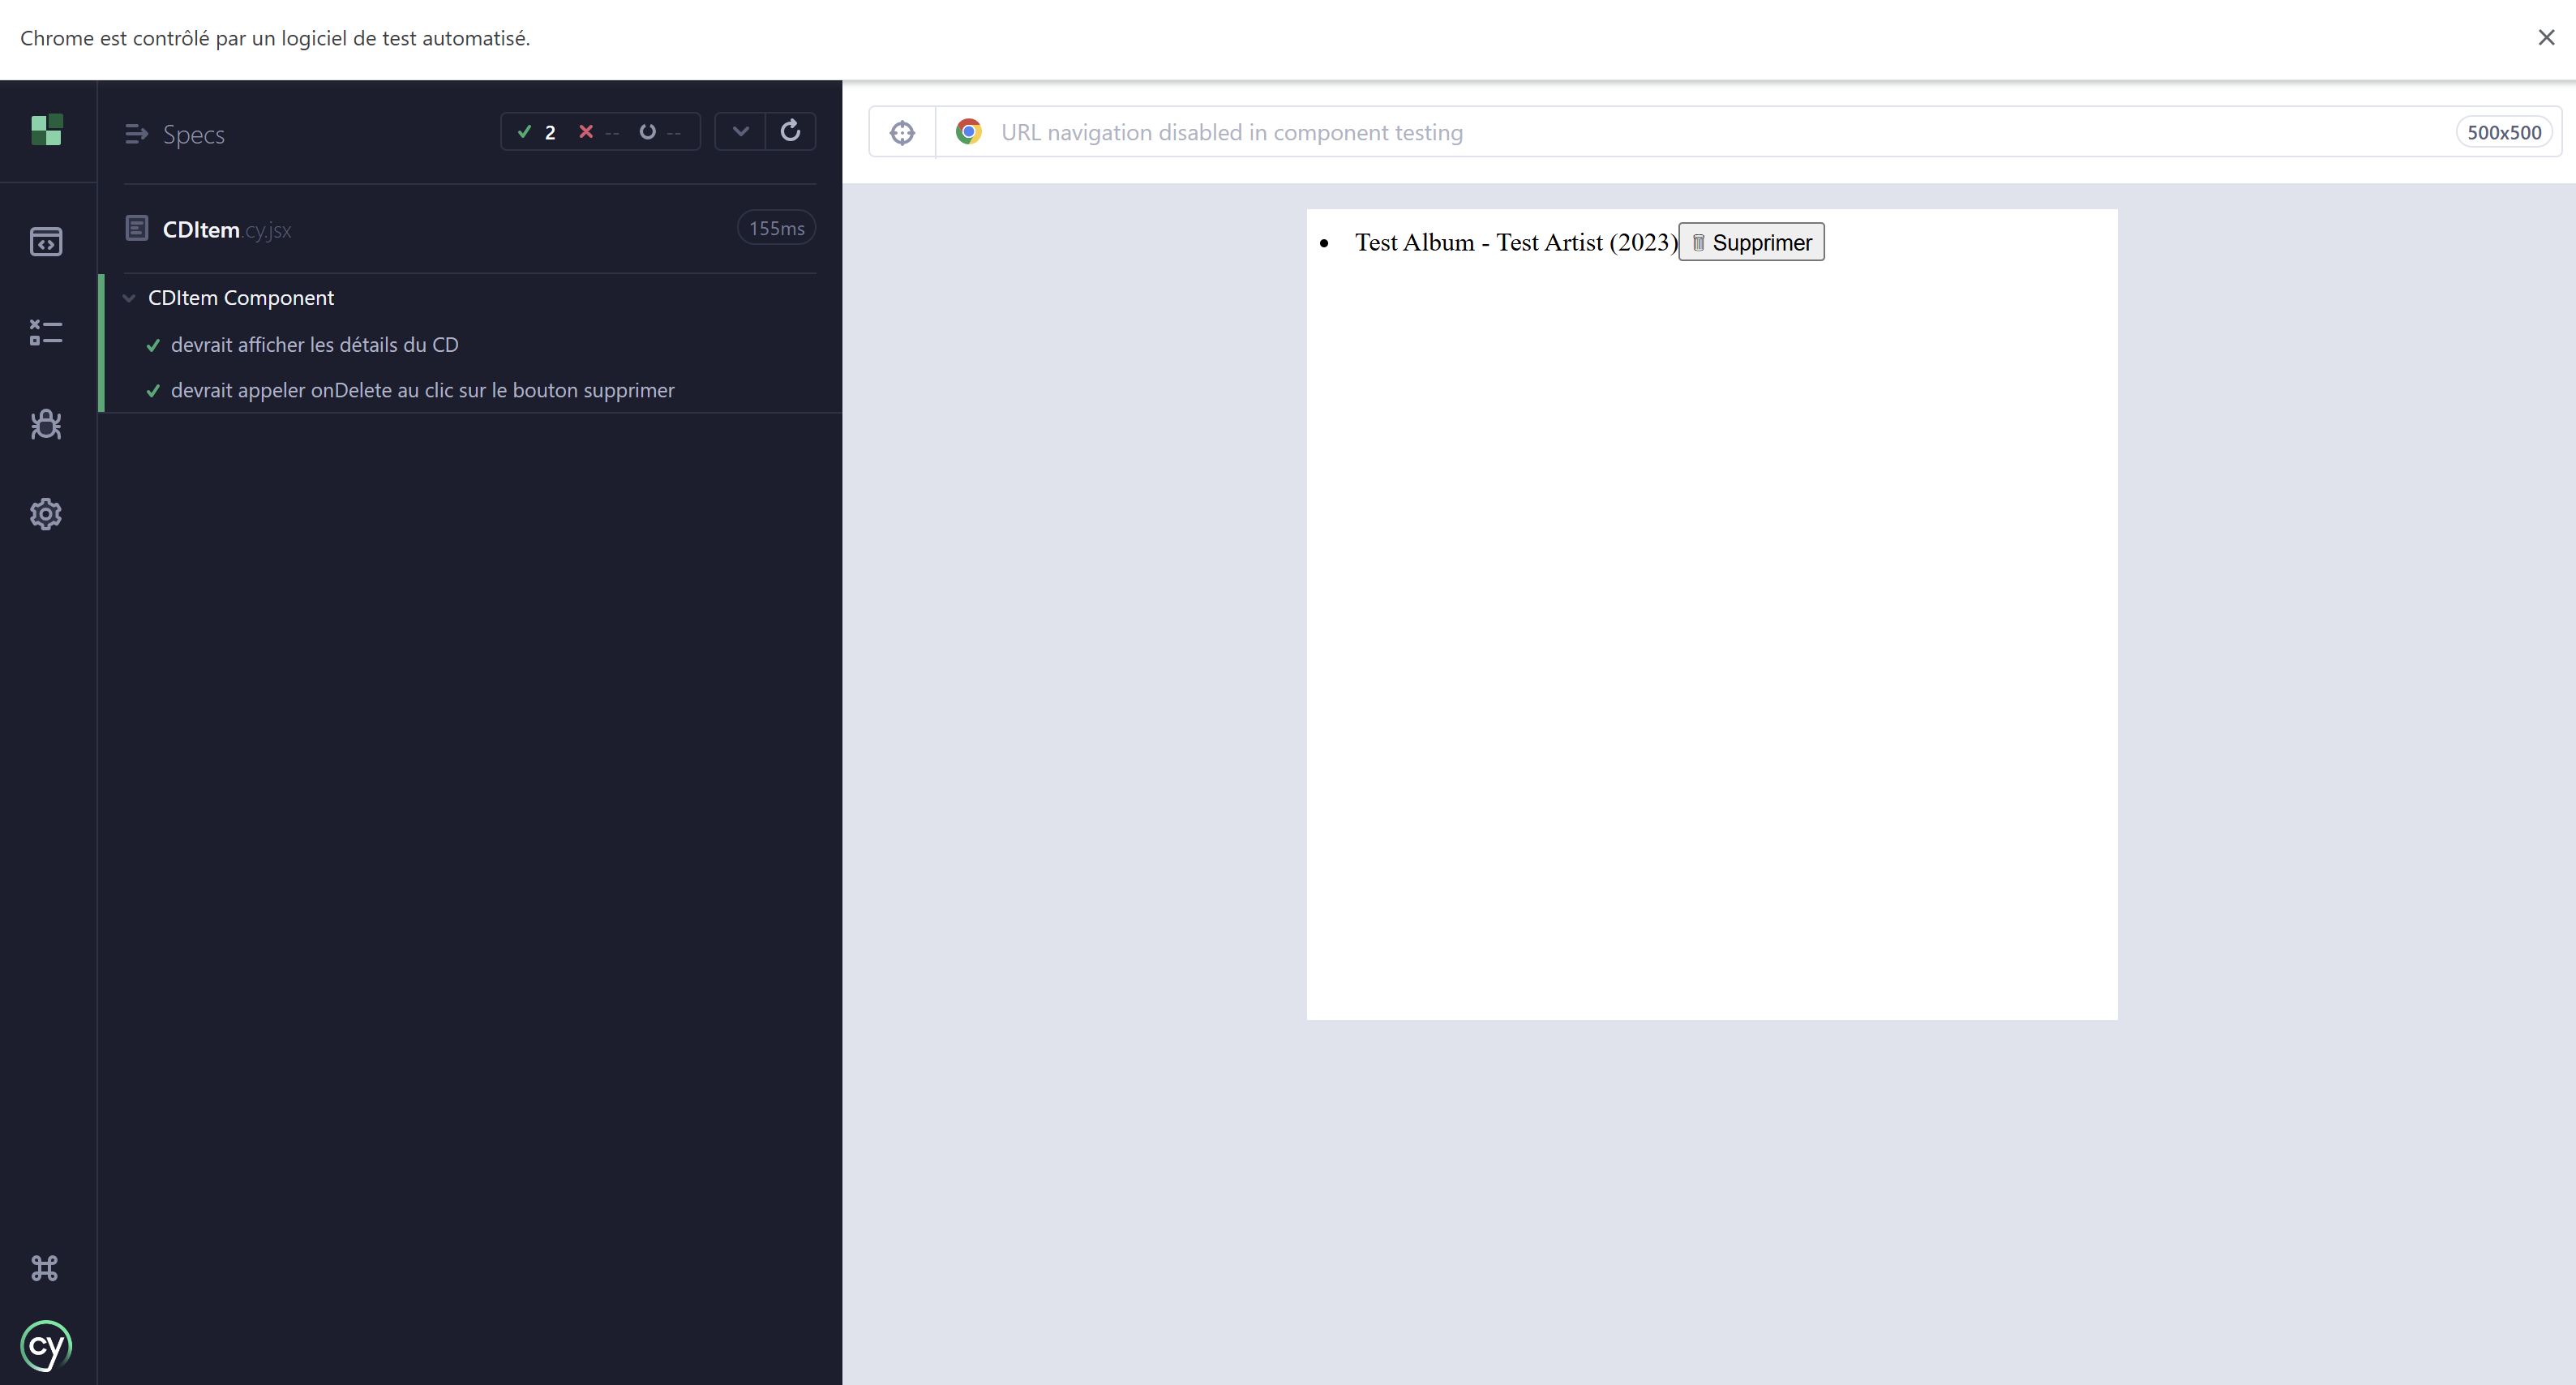 Chrome est contrôlé par un logiciel de test automatisé.
Specs
2 -- --
URL navigation disabled in component testing
500x500
CDItem.cy.jsx
155ms
Test Album - Test Artist (2023) Supprimer
CDItem Component
devrait afficher les détails du CD
devrait appeler onDelete au clic sur le bouton supprimer
cy